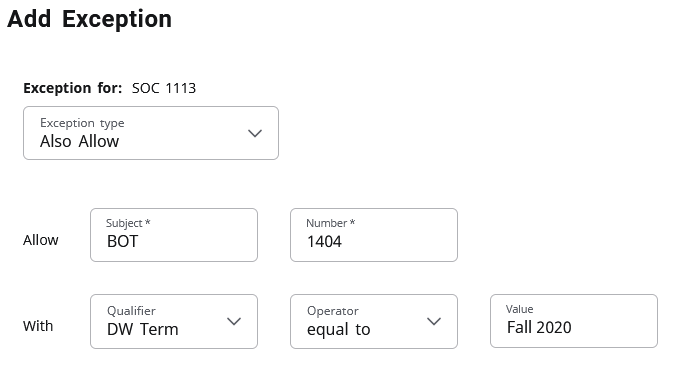 Add Exception
Exception for: SOC 1113
Exception type
Also Allow
Allow
Subject *
BOT
Number *
1404
With
Qualifier
DW Term
Operator
equal to
Value
Fall 2020